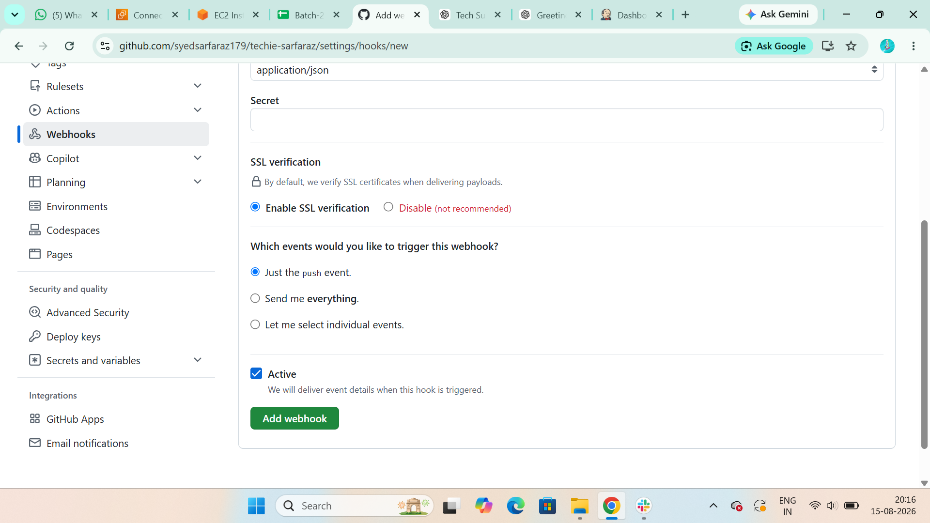 (5) Wha
Connec
EC2 Ins
Batch-2
Add we
Tech Su
Greetin
Dashbo
Ask Gemini
github.com/syedsarfaraz179/techie-sarfaraz/settings/hooks/new
Ask Google
Tags
Rulesets
Actions
Webhooks
Copilot
Planning
Environments
Codespaces
Pages
Security and quality
Advanced Security
Deploy keys
Secrets and variables
Integrations
GitHub Apps
Email notifications
application/json
Secret
SSL verification
By default, we verify SSL certificates when delivering payloads.
Enable SSL verification
Disable (not recommended)
Which events would you like to trigger this webhook?
Just the push event.
Send me everything.
Let me select individual events.
Active
We will deliver event details when this hook is triggered.
Add webhook
Search
ENG
IN
20:16
15-08-2026